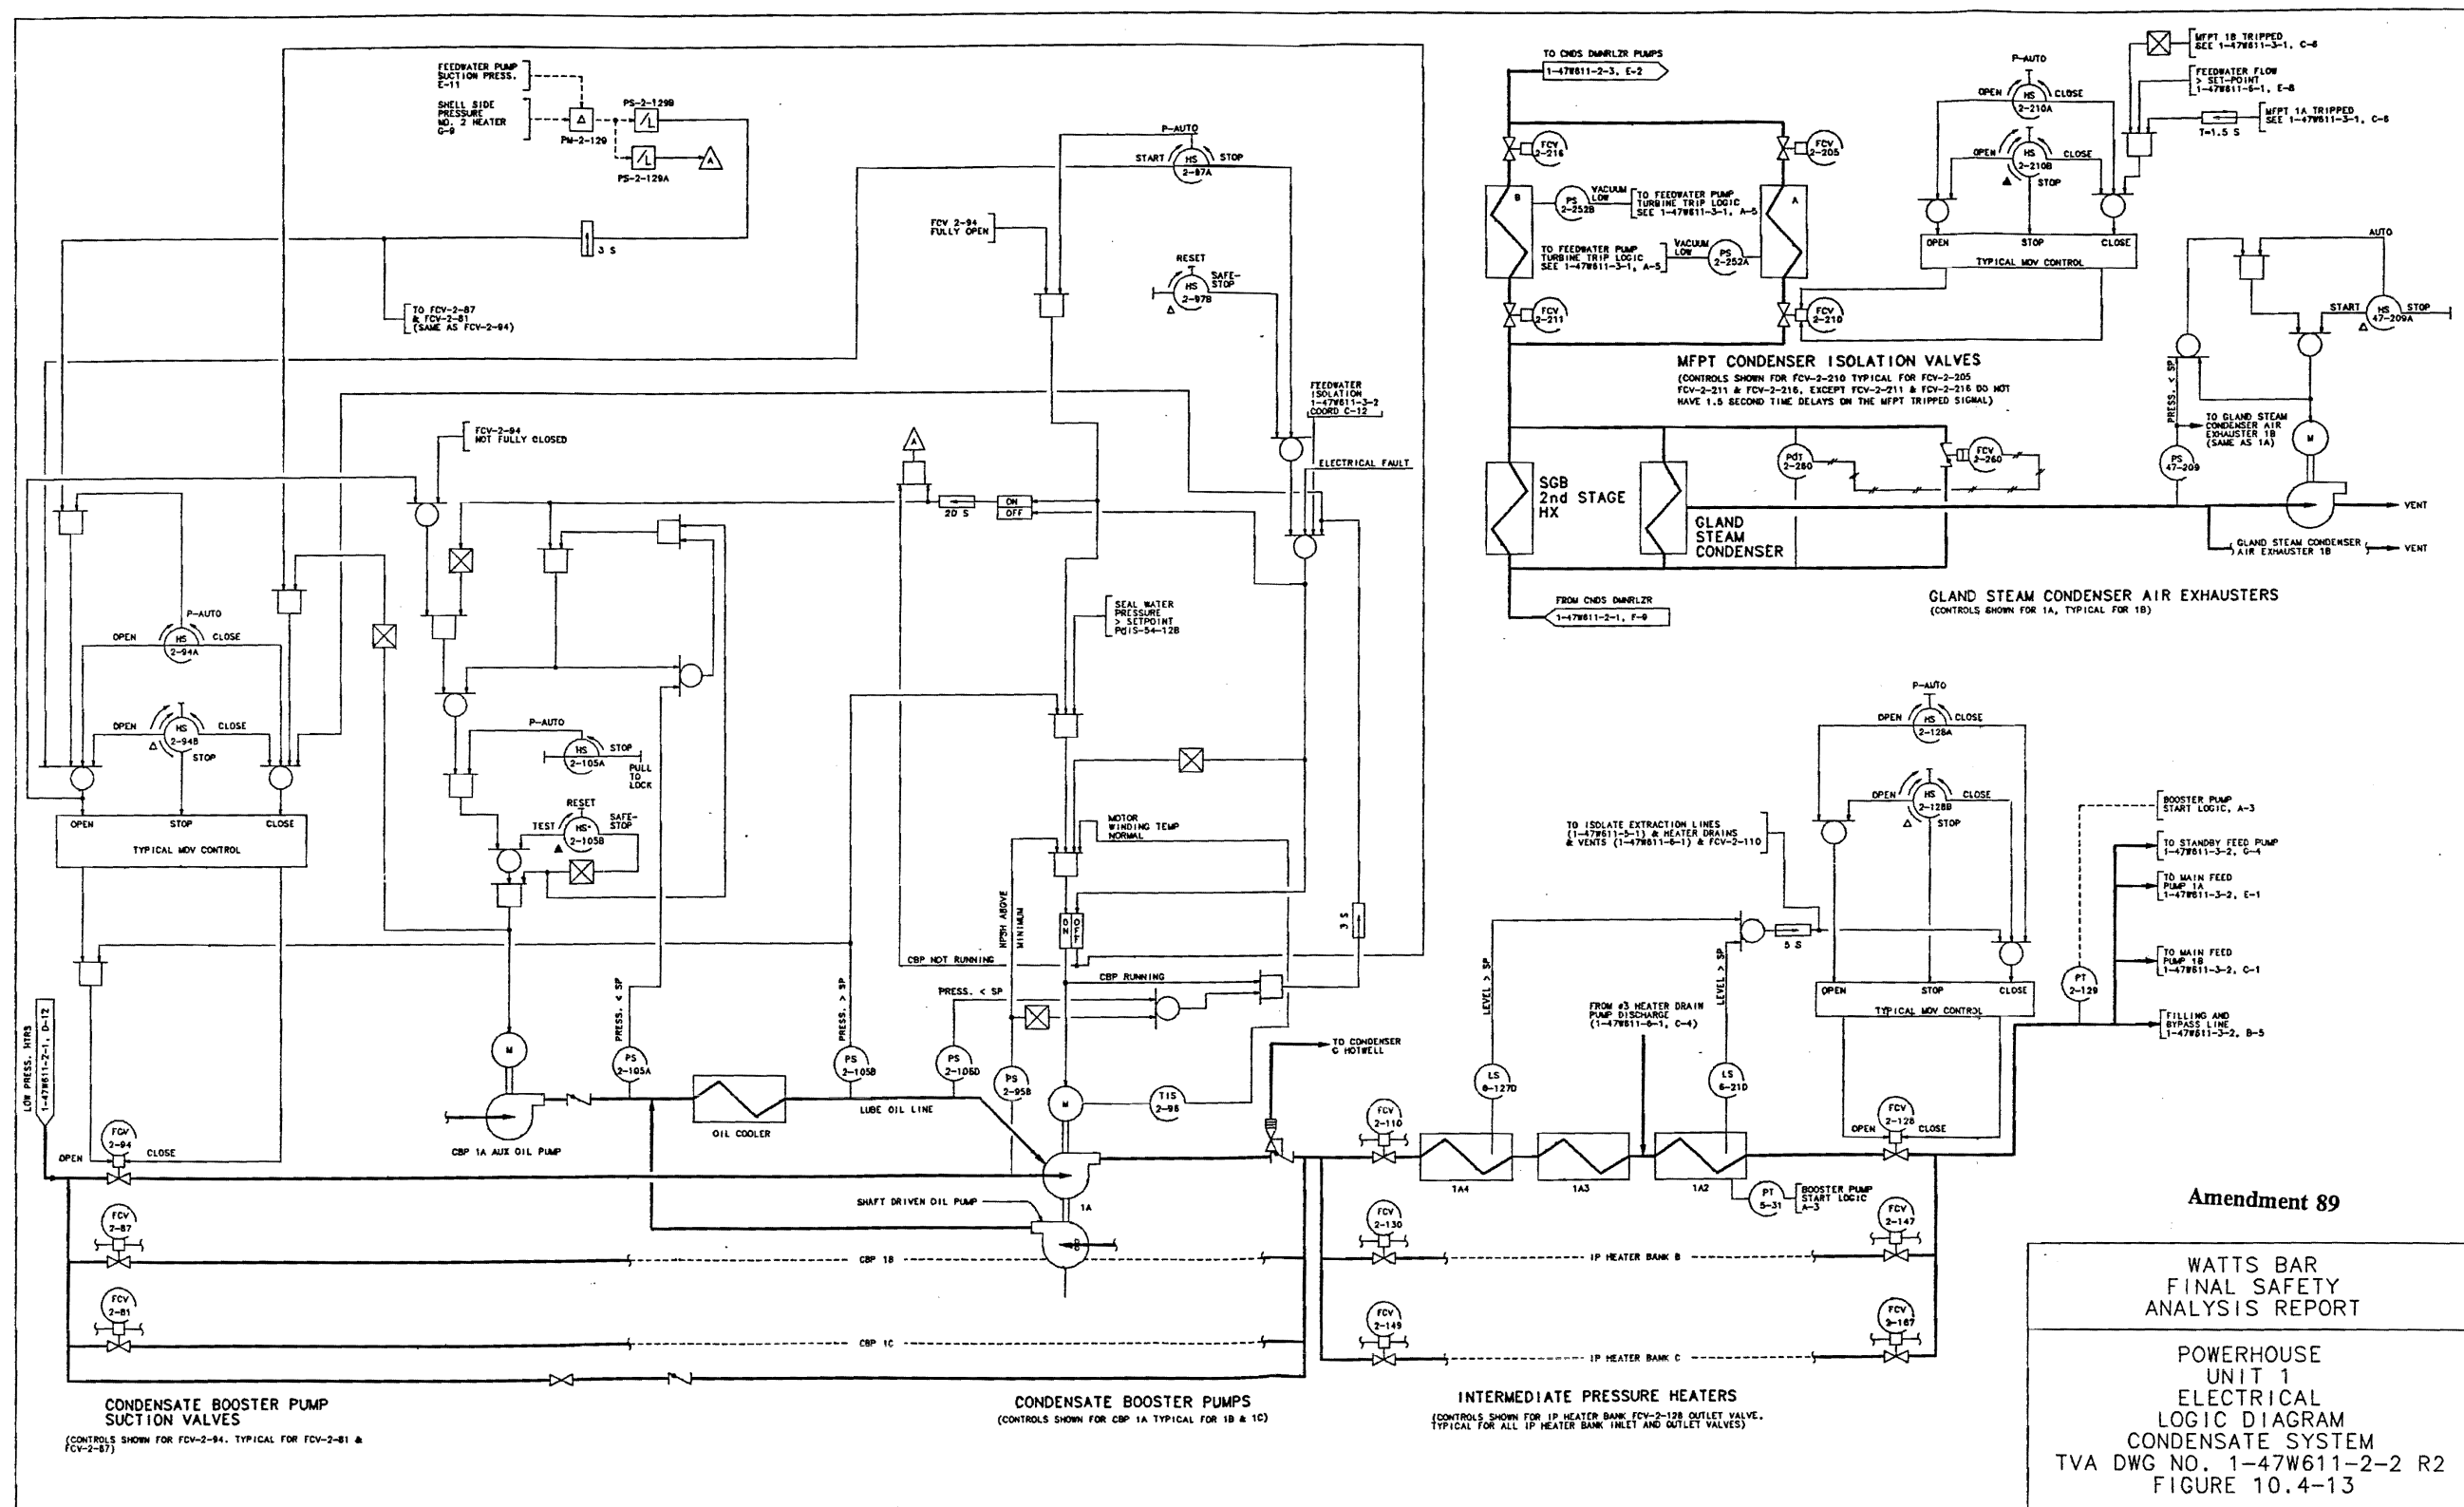 FEEDWATER PUMP
SUCTION PRESS.
E-11
SHELL SIDE
PRESSURE
NO. 2 HEATER
G-9
Δ
PM-2-129
PS-2-129B
/L
/L
PS-2-129A
A
3 S
TO FCV-2-87
& FCV-2-81
(SAME AS FCV-2-94)
P-AUTO
START
HS
2-97A
STOP
FCV 2-94
FULLY OPEN
RESET
HS
2-97B
SAFE-
STOP
FEEDWATER
ISOLATION
1-47W611-3-2
COORD C-12
ELECTRICAL FAULT
FCV-2-94
NOT FULLY CLOSED
A
20 S
ON
OFF
P-AUTO
OPEN
HS
2-94A
CLOSE
OPEN
HS
2-94B
CLOSE
STOP
OPEN
STOP
CLOSE
TYPICAL MOV CONTROL
SEAL WATER
PRESSURE
> SETPOINT
PdIS-54-12B
P-AUTO
HS
2-105A
STOP
PULL
TO
LOCK
RESET
TEST
HS-
2-105B
SAFE-
STOP
MOTOR
WINDING TEMP
NORMAL
NPSH ABOVE
MINIMUM
ON
OFF
3 S
CBP NOT RUNNING
CBP RUNNING
PRESS. < SP
PRESS. > SP
PRESS. < SP
LOW PRESS. HTRS
1-47W611-2-1, D-12
M
PS
2-105A
PS
2-105B
PS
2-106D
PS
2-95B
M
TIS
2-96
OIL COOLER
LUBE OIL LINE
CBP 1A AUX OIL PUMP
FCV
2-94
OPEN
CLOSE
SHAFT DRIVEN OIL PUMP
1A
FCV
2-87
CBP 1B
FCV
2-81
CBP 1C
CONDENSATE BOOSTER PUMP
SUCTION VALVES
(CONTROLS SHOWN FOR FCV-2-94. TYPICAL FOR FCV-2-81 &
FCV-2-87)
CONDENSATE BOOSTER PUMPS
(CONTROLS SHOWN FOR CBP 1A TYPICAL FOR 1B & 1C)
TO CNDS DMNRLZR PUMPS
1-47W611-2-3, E-2
FCV
2-216
FCV
2-205
B
PS
2-252B
VACUUM
LOW
TO FEEDWATER PUMP
TURBINE TRIP LOGIC
SEE 1-47W611-3-1, A-5
A
TO FEEDWATER PUMP
TURBINE TRIP LOGIC
SEE 1-47W611-3-1, A-5
VACUUM
LOW
PS
2-252A
FCV
2-211
FCV
2-210
P-AUTO
OPEN
HS
2-210A
CLOSE
OPEN
HS
2-210B
CLOSE
STOP
OPEN
STOP
CLOSE
TYPICAL MOV CONTROL
MFPT 1B TRIPPED
SEE 1-47W611-3-1, C-6
FEEDWATER FLOW
> SET-POINT
1-47W611-6-1, E-8
MFPT 1A TRIPPED
SEE 1-47W611-3-1, C-6
T=1.5 S
MFPT CONDENSER ISOLATION VALVES
(CONTROLS SHOWN FOR FCV-2-210 TYPICAL FOR FCV-2-205
FCV-2-211 & FCV-2-216, EXCEPT FCV-2-211 & FCV-2-216 DO NOT
HAVE 1.5 SECOND TIME DELAYS ON THE MFPT TRIPPED SIGNAL)
AUTO
START
HS
47-209A
STOP
PRESS. < SP
TO GLAND STEAM
CONDENSER AIR
EXHAUSTER 1B
(SAME AS 1A)
M
PS
47-209
SGB
2nd STAGE
HX
GLAND
STEAM
CONDENSER
PdT
2-260
FCV
2-260
VENT
GLAND STEAM CONDENSER
AIR EXHAUSTER 1B
VENT
FROM CNDS DMNRLZR
1-47W611-2-1, F-9
GLAND STEAM CONDENSER AIR EXHAUSTERS
(CONTROLS SHOWN FOR 1A, TYPICAL FOR 1B)
P-AUTO
OPEN
HS
2-128A
CLOSE
OPEN
HS
2-128B
CLOSE
STOP
TO ISOLATE EXTRACTION LINES
(1-47W611-5-1) & HEATER DRAINS
& VENTS (1-47W611-6-1) & FCV-2-110
5 S
LEVEL > SP
LEVEL > SP
OPEN
STOP
CLOSE
TYPICAL MOV CONTROL
FROM #3 HEATER DRAIN
PUMP DISCHARGE
(1-47W611-6-1, C-4)
TO CONDENSER
C HOTWELL
LS
6-127D
LS
6-21D
FCV
2-110
1A4
1A3
1A2
OPEN
FCV
2-128
CLOSE
PT
5-31
BOOSTER PUMP
START LOGIC
A-3
FCV
2-130
IP HEATER BANK B
FCV
2-147
FCV
2-149
IP HEATER BANK C
FCV
2-167
PT
2-129
BOOSTER PUMP
START LOGIC, A-3
TO STANDBY FEED PUMP
1-47W611-3-2, G-4
TO MAIN FEED
PUMP 1A
1-47W611-3-2, E-1
TO MAIN FEED
PUMP 1B
1-47W611-3-2, C-1
FILLING AND
BYPASS LINE
1-47W611-3-2, B-5
INTERMEDIATE PRESSURE HEATERS
(CONTROLS SHOWN FOR IP HEATER BANK FCV-2-128 OUTLET VALVE.
TYPICAL FOR ALL IP HEATER BANK INLET AND OUTLET VALVES)
Amendment 89
WATTS BAR
FINAL SAFETY
ANALYSIS REPORT
POWERHOUSE
UNIT 1
ELECTRICAL
LOGIC DIAGRAM
CONDENSATE SYSTEM
TVA DWG NO. 1-47W611-2-2 R2
FIGURE 10.4-13